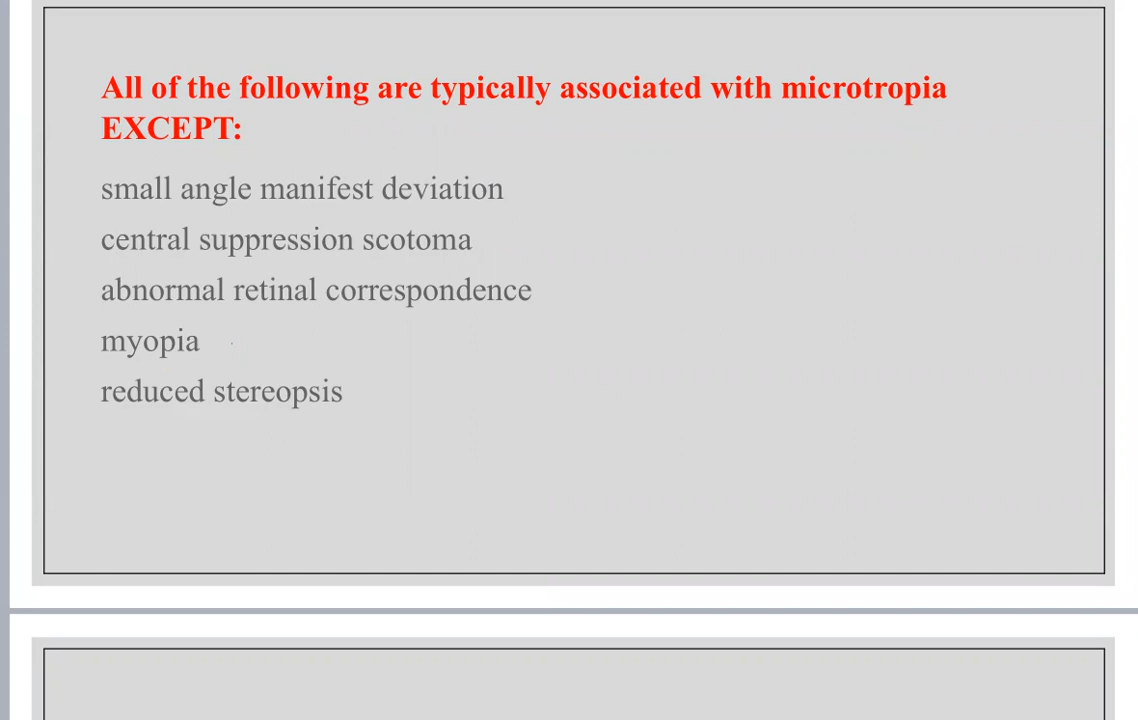 All of the following are typically associated with microtropia
EXCEPT:
small angle manifest deviation
central suppression scotoma
abnormal retinal correspondence
myopia
reduced stereopsis